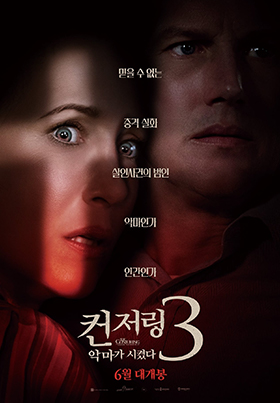 믿을 수 없는
충격 실화
살인사건의 범인
악마인가
인간인가
컨저링 3
THE CONJURING
악마가 시켰다
6월 대개봉